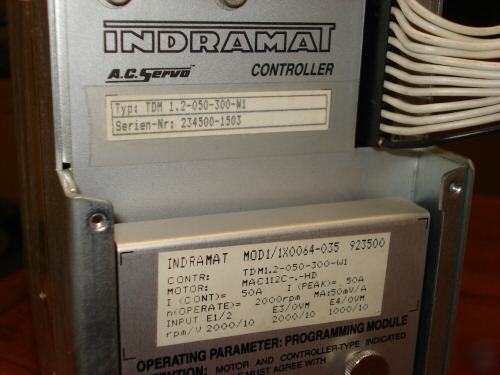 INDRAMAT
A.C. Servo CONTROLLER
Typ: TDM 1.2-050-300-W1
Serien-Nr: 234500-1503
INDRAMAT MOD1/1X0064-035 923500
CONTR: TDM1.2-050-300-W1
MOTOR: MAC112C-.-HD
I (CONT)= 50A I (PEAK)= 50A
n(OPERATE)= 2000rpm MA:50mV/A
INPUT E1/2 E3/0VM E4/0VM
rpm/V 2000/10 2000/10 1000/10
OPERATING PARAMETER: PROGRAMMING MODULE
MOTOR AND CONTROLLER-TYPE INDICATED
MUST AGREE WITH